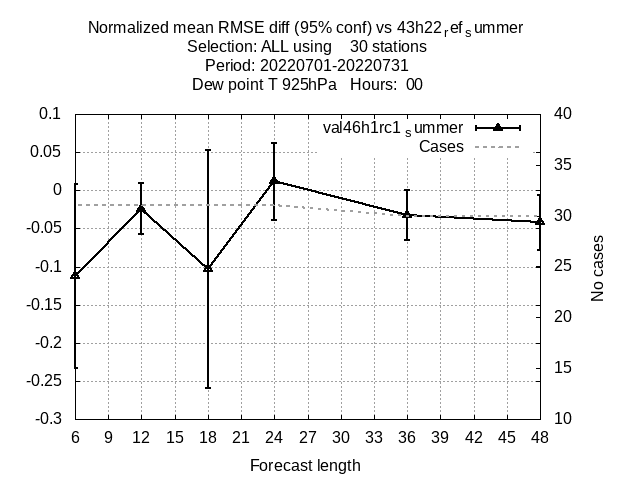 Normalized mean RMSE diff (95% conf) vs 43h22refsummer
Selection: ALL using 30 stations
Period: 20220701-20220731
Dew point T 925hPa Hours: 00
val46h1rc1summer
Cases
0.1
0.05
0
-0.05
-0.1
-0.15
-0.2
-0.25
-0.3
40
35
30
25
20
15
10
No cases
6 9 12 15 18 21 24 27 30 33 36 39 42 45 48
Forecast length